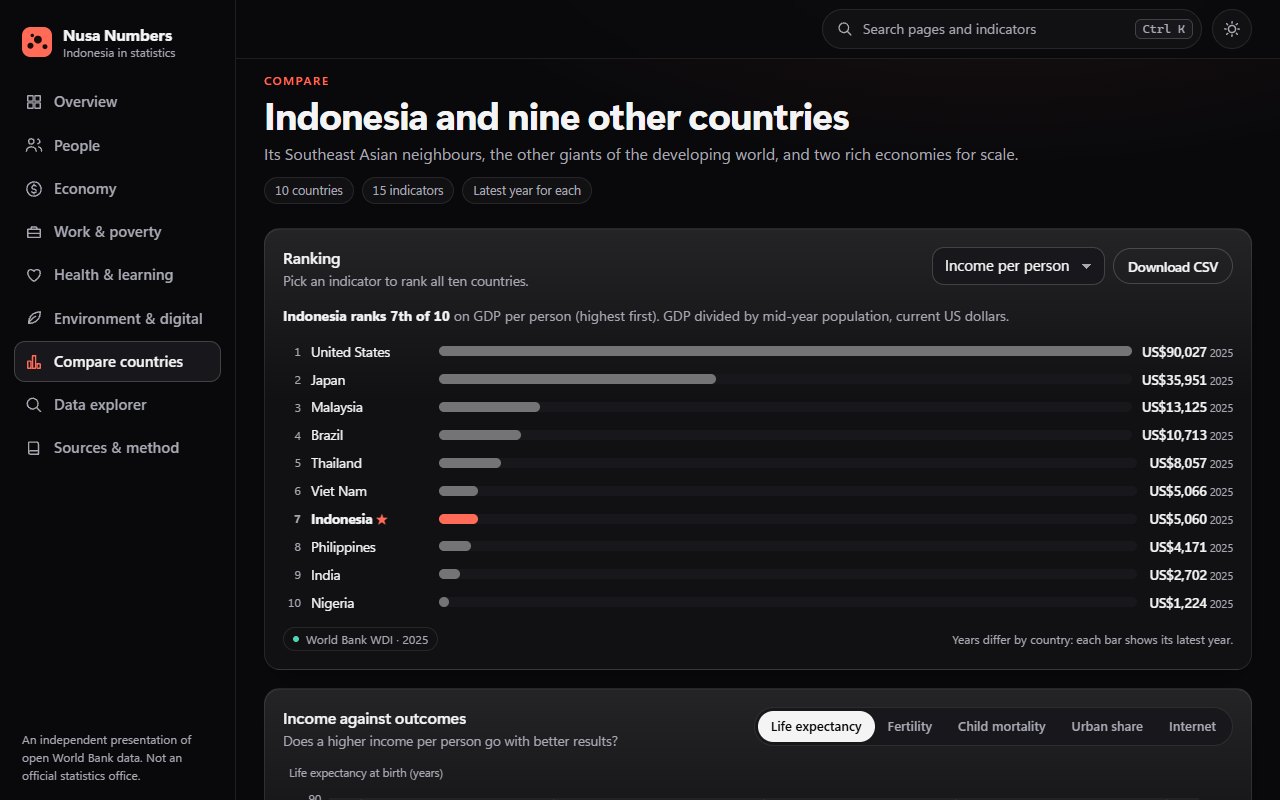 Nusa Numbers
Indonesia in statistics
Search pages and indicators
Ctrl K
Overview
People
Economy
Work & poverty
Health & learning
Environment & digital
Compare countries
Data explorer
Sources & method
An independent presentation of
open World Bank data. Not an
official statistics office.
COMPARE
Indonesia and nine other countries
Its Southeast Asian neighbours, the other giants of the developing world, and two rich economies for scale.
10 countries
15 indicators
Latest year for each
Ranking
Pick an indicator to rank all ten countries.
Income per person
Download CSV
Indonesia ranks 7th of 10 on GDP per person (highest first). GDP divided by mid-year population, current US dollars.
1 United States US$90,027 2025
2 Japan US$35,951 2025
3 Malaysia US$13,125 2025
4 Brazil US$10,713 2025
5 Thailand US$8,057 2025
6 Viet Nam US$5,066 2025
7 Indonesia ★ US$5,060 2025
8 Philippines US$4,171 2025
9 India US$2,702 2025
10 Nigeria US$1,224 2025
World Bank WDI · 2025
Years differ by country: each bar shows its latest year.
Income against outcomes
Does a higher income per person go with better results?
Life expectancy
Fertility
Child mortality
Urban share
Internet
Life expectancy at birth (years)
90